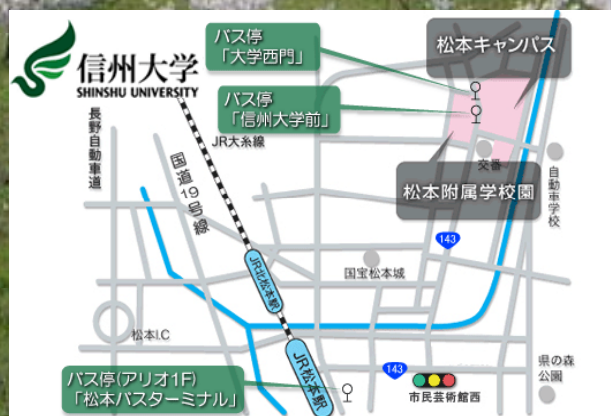 信州大学
SHINSHU UNIVERSITY
バス停
「大学西門」
松本キャンパス
バス停
「信州大学前」
長野自動車道
JR大糸線
国道19号線
交番
自動車学校
松本附属学校園
143
JR北松本駅
国宝松本城
松本I.C
JR松本駅
バス停(アリオ1F)
「松本バスターミナル」
143
市民芸術館西
県の森
公園